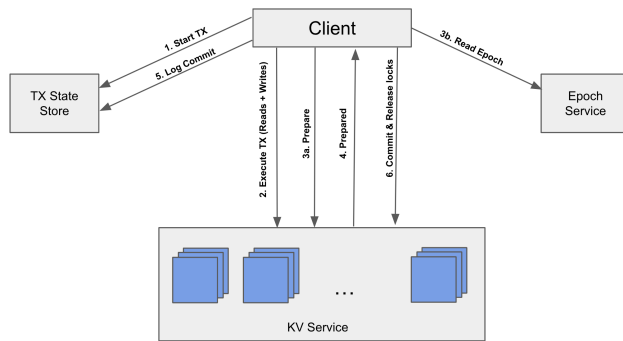 Client
1. Start TX
5. Log Commit
3b. Read Epoch
TX State
Store
Epoch
Service
2. Execute TX (Reads + Writes)
3a. Prepare
4. Prepared
6. Commit & Release locks
...
KV Service